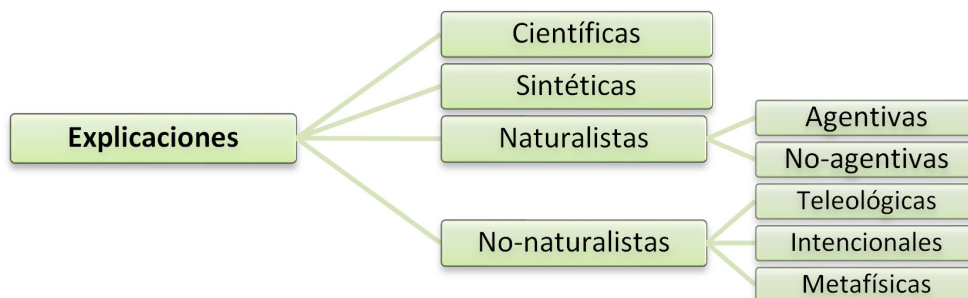 Explicaciones
Científicas
Sintéticas
Naturalistas
Agentivas
No-agentivas
No-naturalistas
Teleológicas
Intencionales
Metafísicas